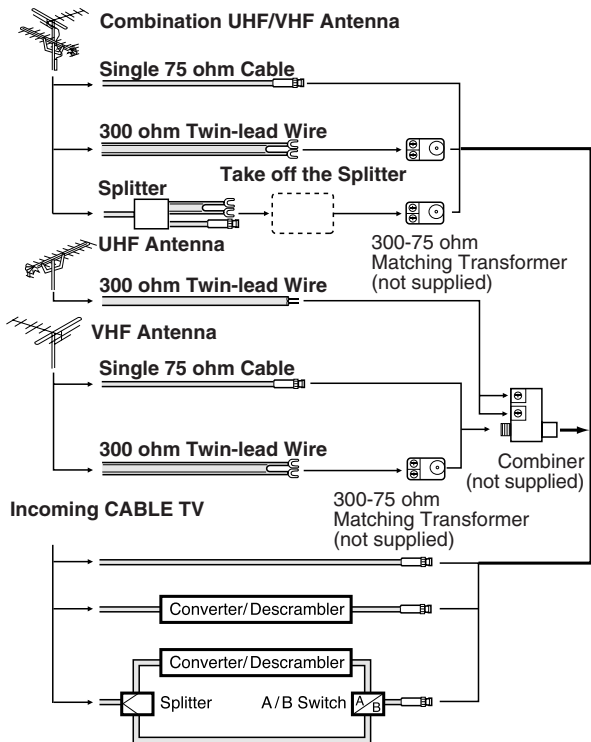 Combination UHF/VHF Antenna
Single 75 ohm Cable
300 ohm Twin-lead Wire
Take off the Splitter
Splitter
300-75 ohm
Matching Transformer
(not supplied)
UHF Antenna
300 ohm Twin-lead Wire
VHF Antenna
Single 75 ohm Cable
300 ohm Twin-lead Wire
Combiner
(not supplied)
300-75 ohm
Matching Transformer
(not supplied)
Incoming CABLE TV
Converter/Descrambler
Converter/Descrambler
Splitter
A/B Switch
A
B